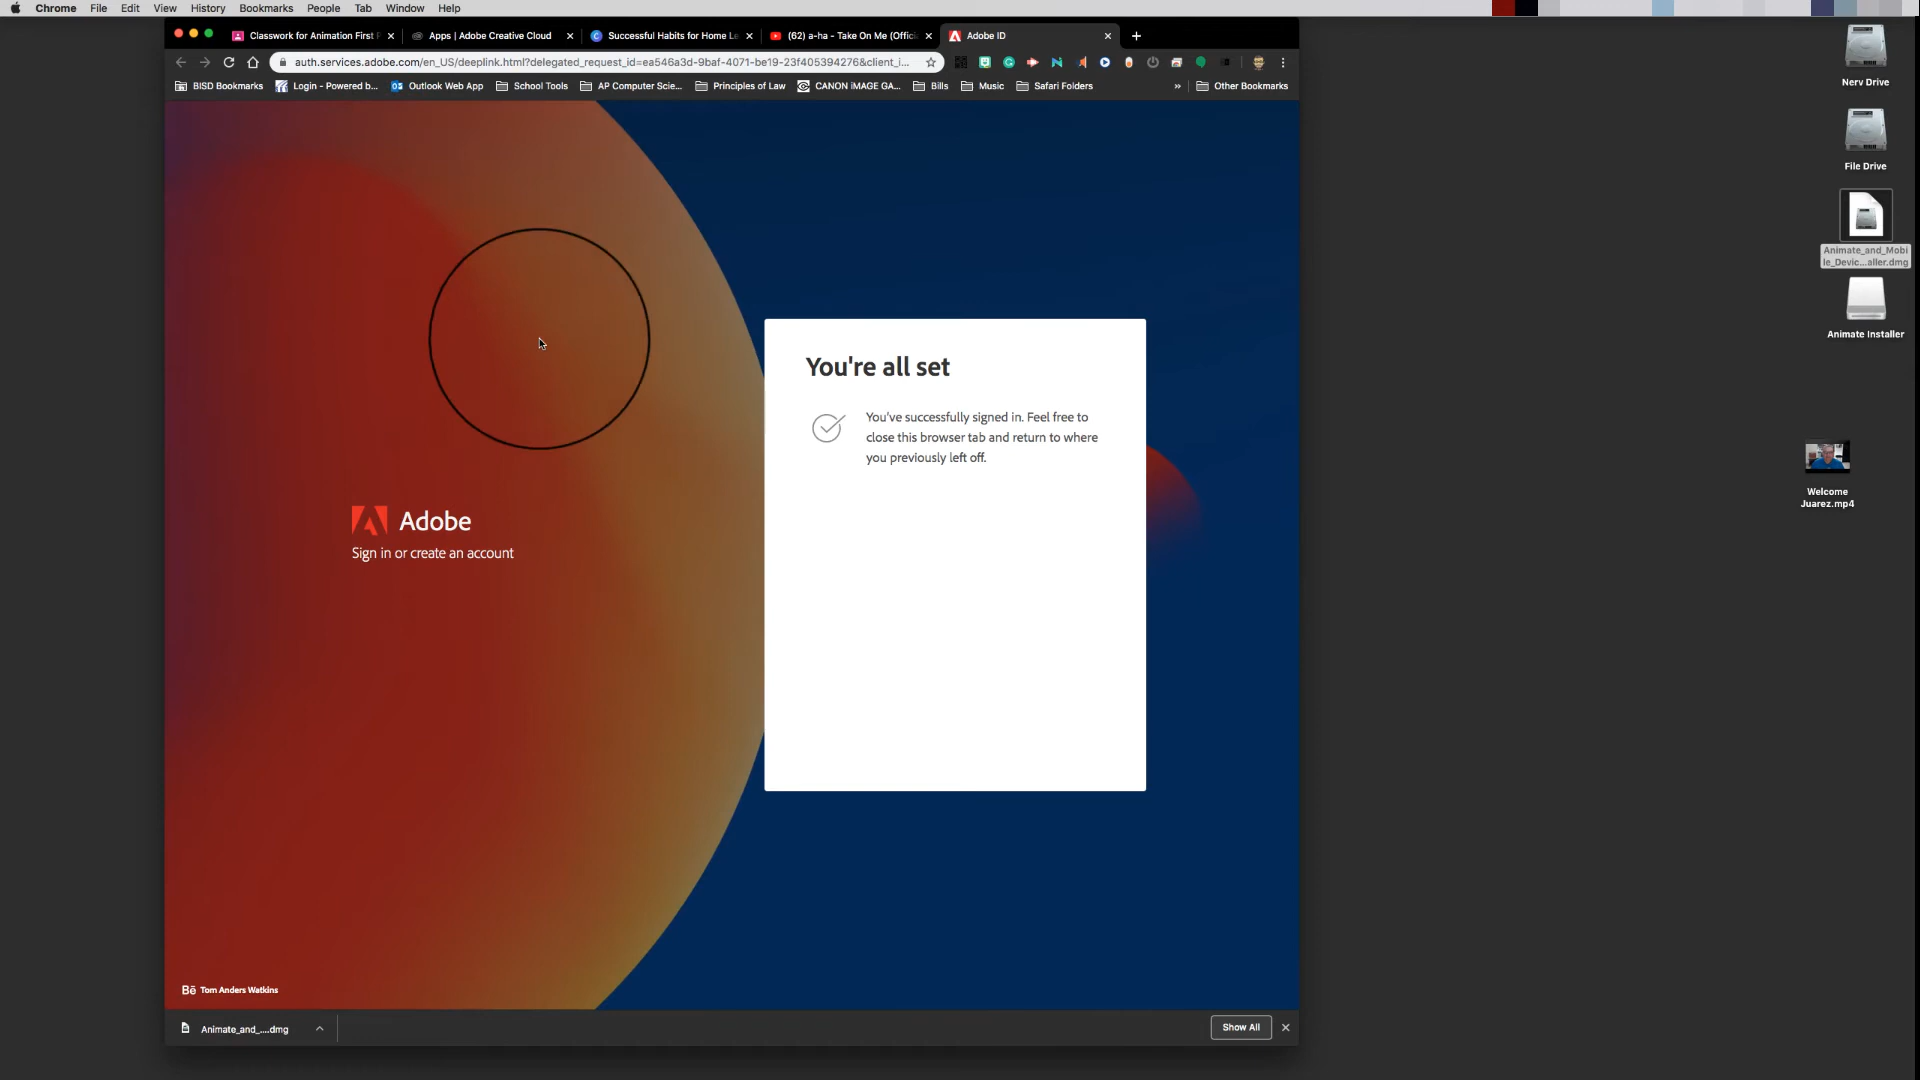 Chrome File Edit View History Bookmarks People Tab Window Help
Classwork for Animation First P
Apps | Adobe Creative Cloud
Successful Habits for Home Le
(62) a-ha - Take On Me (Offici
Adobe ID
auth.services.adobe.com/en_US/deeplink.html?delegated_request_id=ea546a3d-9baf-4071-be19-23f405394276&client_i...
BISD Bookmarks
Login - Powered b...
Outlook Web App
School Tools
AP Computer Scie...
Principles of Law
CANON iMAGE GA...
Bills
Music
Safari Folders
»
Other Bookmarks
Nerv Drive
File Drive
Animate_and_Mobi
le_Devic...aller.dmg
Animate Installer
You're all set
You've successfully signed in. Feel free to
close this browser tab and return to where
you previously left off.
Welcome
Juarez.mp4
Adobe
Sign in or create an account
Bē Tom Anders Watkins
Animate_and_....dmg
Show All